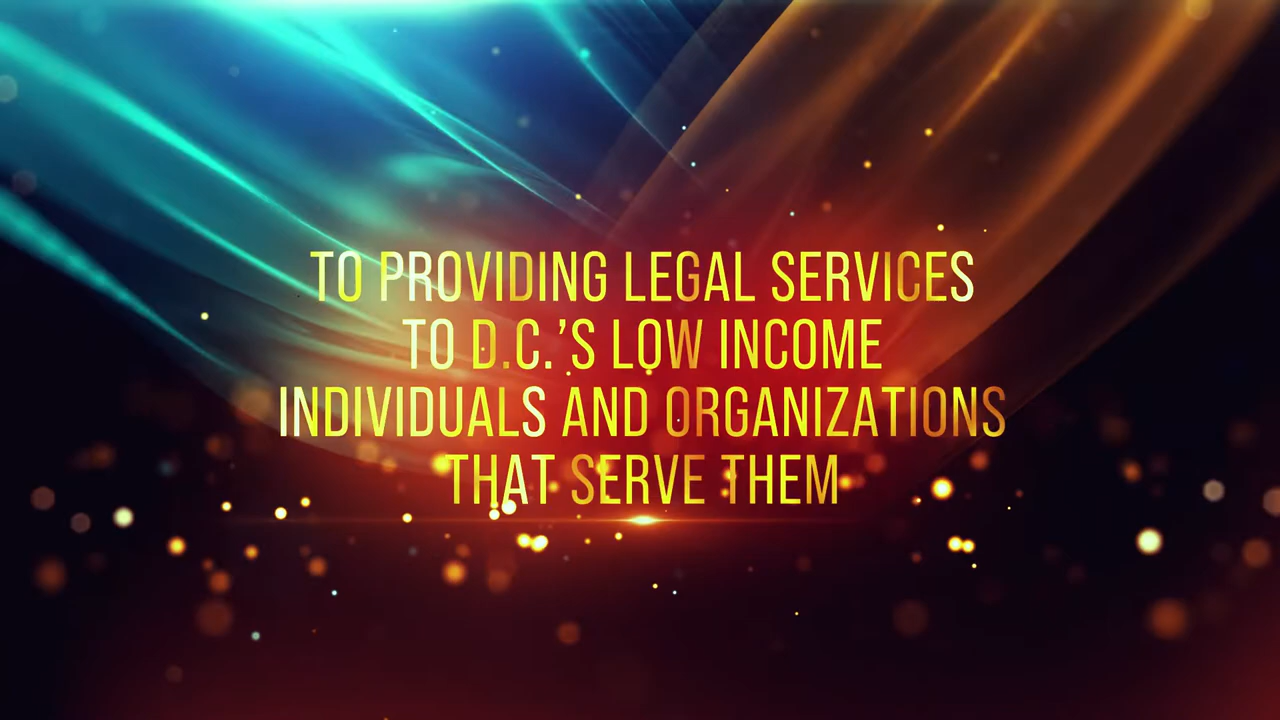 TO PROVIDING LEGAL SERVICES
TO D.C.'S LOW INCOME
INDIVIDUALS AND ORGANIZATIONS
THAT SERVE THEM